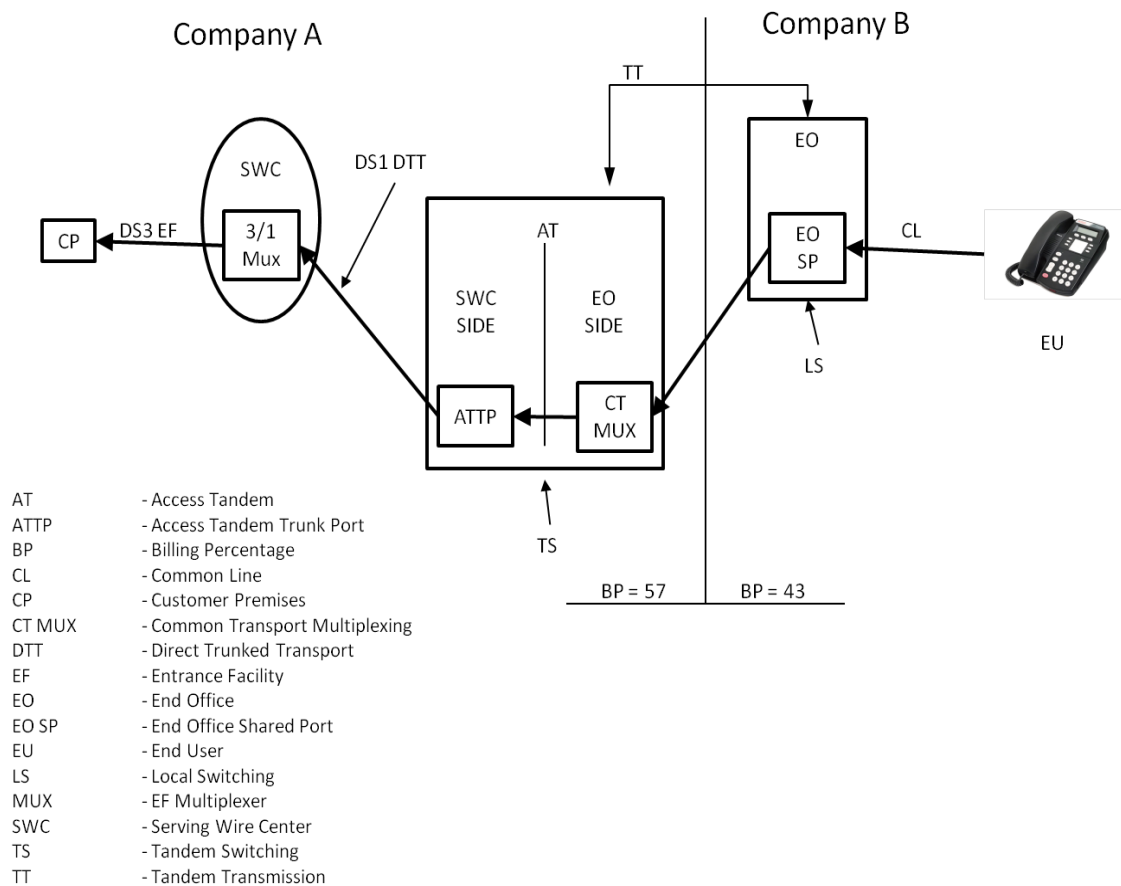 Company A
Company B
TT
EO
SWC
DS1 DTT
AT
CP
DS3 EF
3/1
Mux
EO
SP
CL
SWC
SIDE
EO
SIDE
EU
LS
ATTP
CT
MUX
TS
BP = 57
BP = 43
AT - Access Tandem
ATTP - Access Tandem Trunk Port
BP - Billing Percentage
CL - Common Line
CP - Customer Premises
CT MUX - Common Transport Multiplexing
DTT - Direct Trunked Transport
EF - Entrance Facility
EO - End Office
EO SP - End Office Shared Port
EU - End User
LS - Local Switching
MUX - EF Multiplexer
SWC - Serving Wire Center
TS - Tandem Switching
TT - Tandem Transmission